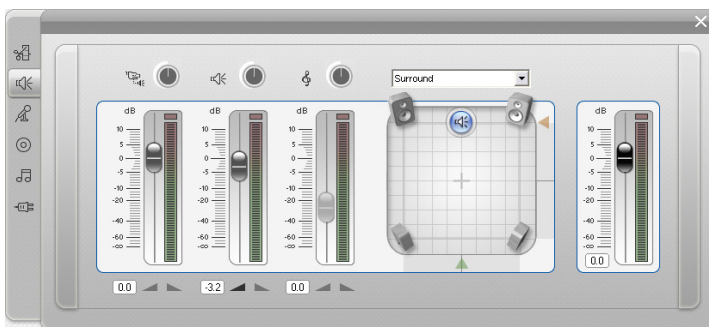 Surround
dB dB dB dB
10 10 10 10
5 5 5 5
0 0 0 0
-5 -5 -5 -5
-10 -10 -10 -10
-20 -20 -20 -20
-40 -40 -40 -40
-60 -60 -60 -60
-∞ -∞ -∞ -∞
0.0
0.0 -3.2 0.0